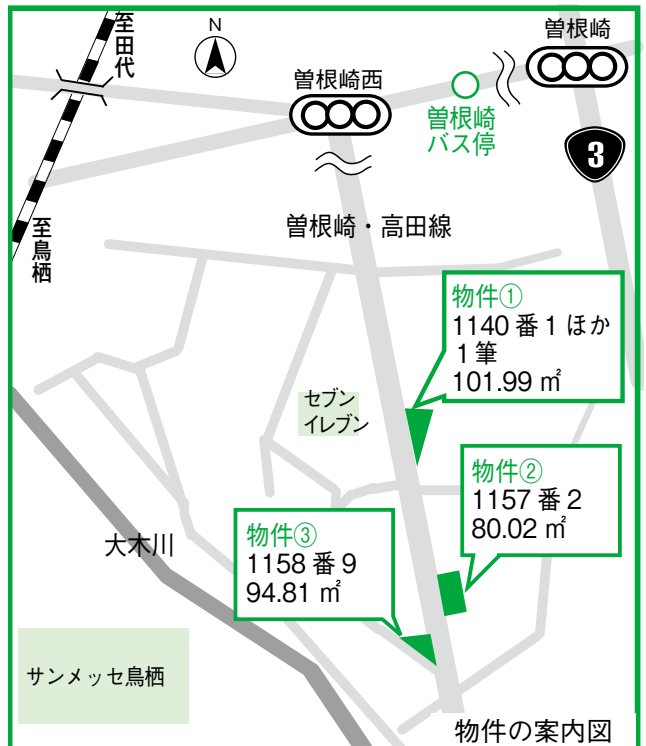 至田代
N
曽根崎
曽根崎西
曽根崎
バス停
3
至鳥栖
曽根崎・高田線
物件①
1140 番 1 ほか
1 筆
101.99 ㎡
セブン
イレブン
物件②
1157 番 2
80.02 ㎡
物件③
1158 番 9
94.81 ㎡
大木川
サンメッセ鳥栖
物件の案内図